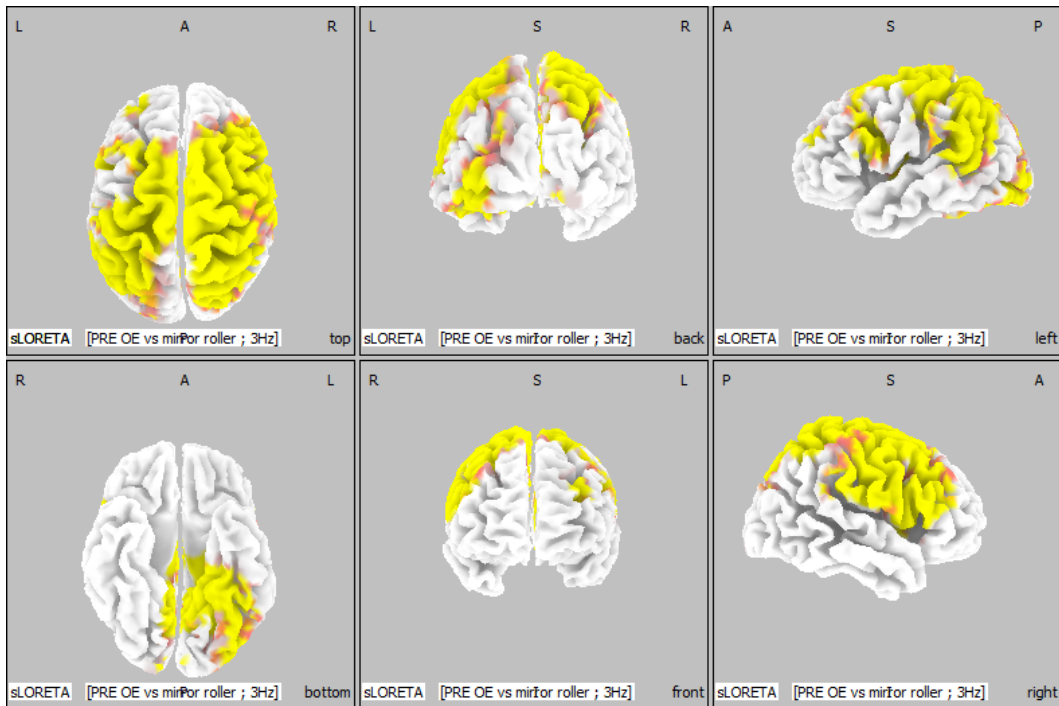 L A R
L S R
A S P
sLORETA [PRE OE vs mirror roller ; 3Hz] top
sLORETA [PRE OE vs mirror roller ; 3Hz] back
sLORETA [PRE OE vs mirror roller ; 3Hz] left
R A L
R S L
P S A
sLORETA [PRE OE vs mirror roller ; 3Hz] bottom
sLORETA [PRE OE vs mirror roller ; 3Hz] front
sLORETA [PRE OE vs mirror roller ; 3Hz] right